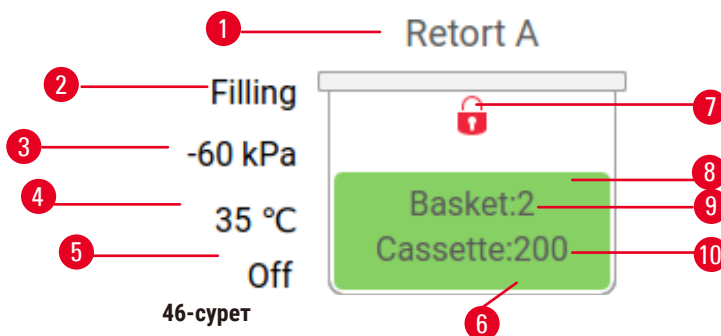 1 Retort A
2 Filling
7
3 -60 kPa
8
4 35 °C
Basket:2 9
5 Off
Cassette:200 10
46-сурет
6